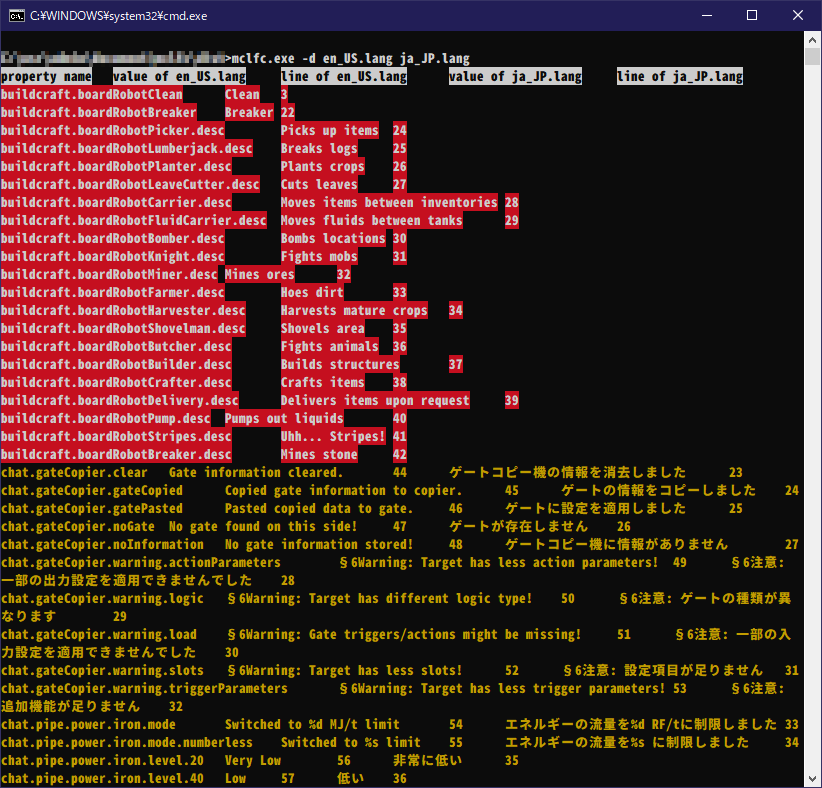 C:¥WINDOWS¥system32¥cmd.exe
>mclfc.exe -d en_US.lang ja_JP.lang
property name value of en_US.lang line of en_US.lang value of ja_JP.lang line of ja_JP.lang
buildcraft.boardRobotClean Clean 3
buildcraft.boardRobotBreaker Breaker 22
buildcraft.boardRobotPicker.desc Picks up items 24
buildcraft.boardRobotLumberjack.desc Breaks logs 25
buildcraft.boardRobotPlanter.desc Plants crops 26
buildcraft.boardRobotLeaveCutter.desc Cuts leaves 27
buildcraft.boardRobotCarrier.desc Moves items between inventories 28
buildcraft.boardRobotFluidCarrier.desc Moves fluids between tanks 29
buildcraft.boardRobotBomber.desc Bombs locations 30
buildcraft.boardRobotKnight.desc Fights mobs 31
buildcraft.boardRobotMiner.desc Mines ores 32
buildcraft.boardRobotFarmer.desc Hoes dirt 33
buildcraft.boardRobotHarvester.desc Harvests mature crops 34
buildcraft.boardRobotShovelman.desc Shovels area 35
buildcraft.boardRobotButcher.desc Fights animals 36
buildcraft.boardRobotBuilder.desc Builds structures 37
buildcraft.boardRobotCrafter.desc Crafts items 38
buildcraft.boardRobotDelivery.desc Delivers items upon request 39
buildcraft.boardRobotPump.desc Pumps out liquids 40
buildcraft.boardRobotStripes.desc Uhh... Stripes! 41
buildcraft.boardRobotBreaker.desc Mines stone 42
chat.gateCopier.clear Gate information cleared. 44 ゲートコピー機の情報を消去しました 23
chat.gateCopier.gateCopied Copied gate information to copier. 45 ゲートの情報をコピーしました 24
chat.gateCopier.gatePasted Pasted copied data to gate. 46 ゲートに設定を適用しました 25
chat.gateCopier.noGate No gate found on this side! 47 ゲートが存在しません 26
chat.gateCopier.noInformation No gate information stored! 48 ゲートコピー機に情報がありません 27
chat.gateCopier.warning.actionParameters §6Warning: Target has less action parameters! 49 §6注意:
一部の出力設定を適用できませんでした 28
chat.gateCopier.warning.logic §6Warning: Target has different logic type! 50 §6注意: ゲートの種類が異
なります 29
chat.gateCopier.warning.load §6Warning: Gate triggers/actions might be missing! 51 §6注意: 一部の入
力設定を適用できませんでした 30
chat.gateCopier.warning.slots §6Warning: Target has less slots! 52 §6注意: 設定項目が足りません 31
chat.gateCopier.warning.triggerParameters §6Warning: Target has less trigger parameters! 53 §6注意:
追加機能が足りません 32
chat.pipe.power.iron.mode Switched to %d MJ/t limit 54 エネルギーの流量を%d RF/tに制限しました 33
chat.pipe.power.iron.mode.numberless Switched to %s limit 55 エネルギーの流量を%s に制限しました 34
chat.pipe.power.iron.level.20 Very Low 56 非常に低い 35
chat.pipe.power.iron.level.40 Low 57 低い 36